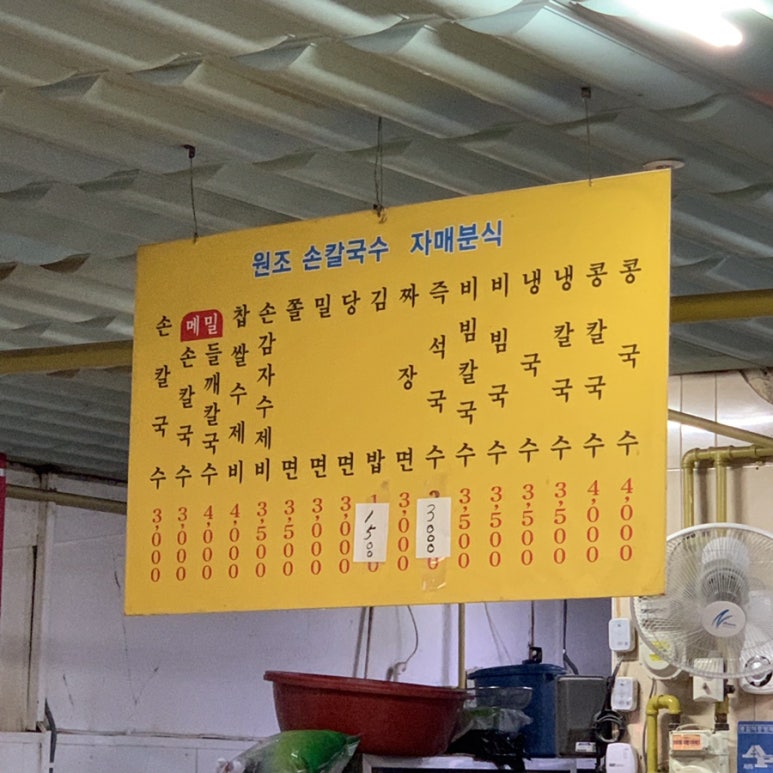 원조 손칼국수 자매분식
손칼국수 3,000
메밀
손칼국수 3,000
들깨칼국수 4,000
찹쌀수제비 4,000
손감자수제비 3,500
쫄면 3,500
밀면 3,000
당면 3,000
김밥 1500
짜장면 3,000
즉석국수 3000
비빔칼국수 3,500
비빔국수 3,500
냉국수 3,500
냉칼국수 3,500
콩칼국수 4,000
콩국수 4,000